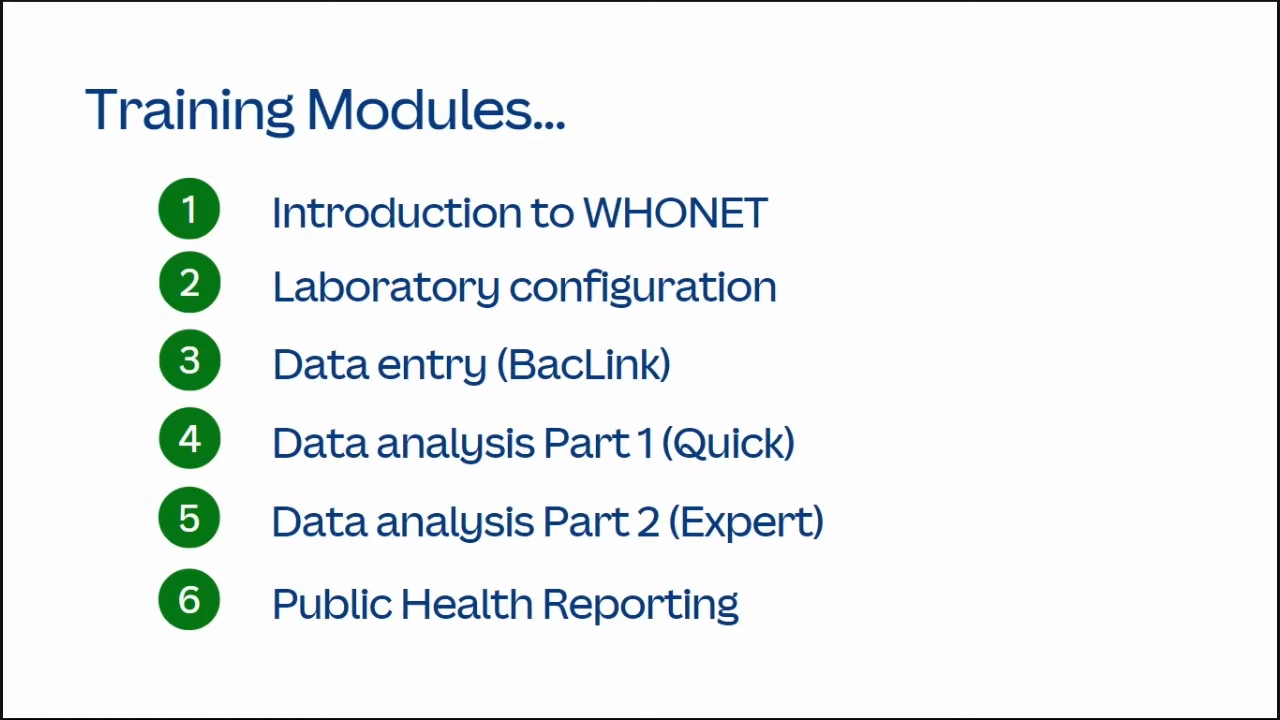 Training Modules...
1 Introduction to WHONET
2 Laboratory configuration
3 Data entry (BacLink)
4 Data analysis Part 1 (Quick)
5 Data analysis Part 2 (Expert)
6 Public Health Reporting